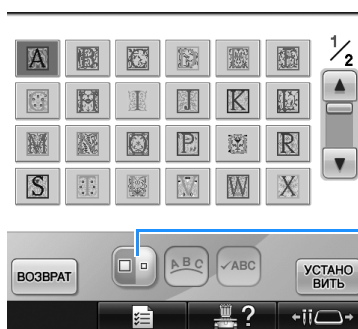 1/2
A
I J K
M N O P R
S T V W X
ВОЗВРАТ
ABC
✓ABC
УСТАНО
ВИТЬ
?